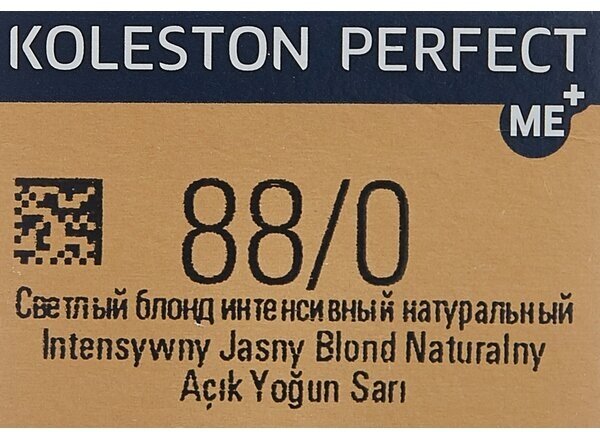 KOLESTON PERFECT
ME+
88/0
Светлый блонд интенсивный натуральный
Intensywny Jasny Blond Naturalny
Açık Yoğun Sarı